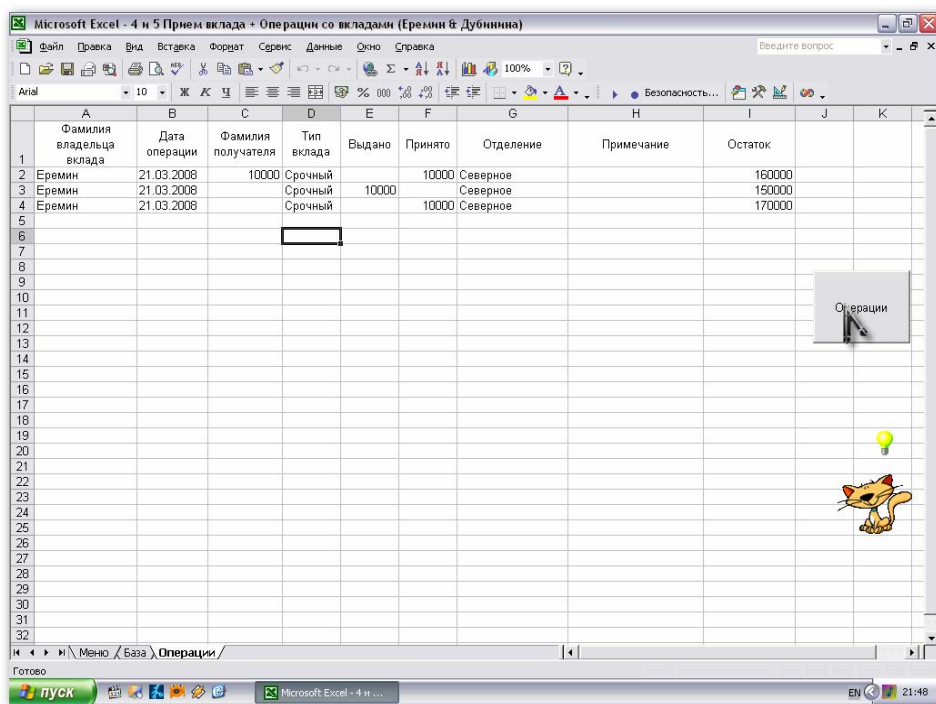 Microsoft Excel - 4 и 5 Прием вклада + Операции со вкладами (Еремин & Дубинина)
Файл Правка Вид Вставка Формат Сервис Данные Окно Справка Введите вопрос
100%
Arial 10 Ж К Ч % 000 Безопасность...
A B C D E F G H I J K
1 Фамилия владельца вклада Дата операции Фамилия получателя Тип вклада Выдано Принято Отделение Примечание Остаток
2 Еремин 21.03.2008 10000 Срочный 10000 Северное 160000
3 Еремин 21.03.2008 Срочный 10000 Северное 150000
4 Еремин 21.03.2008 Срочный 10000 Северное 170000
5
6
7
8
9
10
Операции
11
12
13
14
15
16
17
18
19
20
21
22
23
24
25
26
27
28
29
30
31
32
Меню База Операции
Готово
пуск Microsoft Excel - 4 и ... EN 21:48